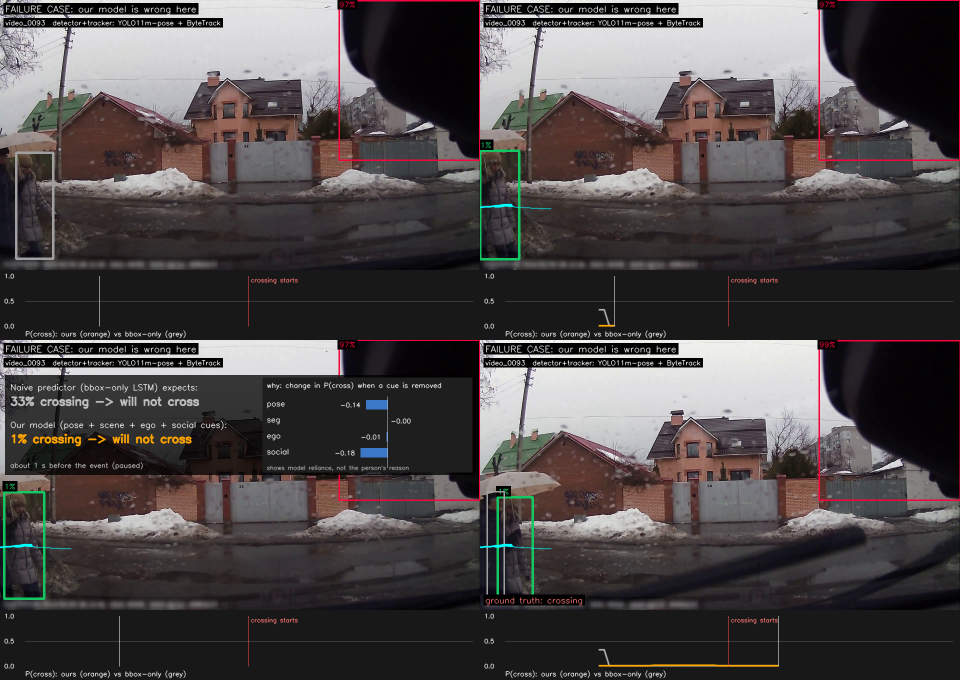 FAILURE CASE: our model is wrong here
97%
video_0093 detector+tracker: YOLO11m-pose + ByteTrack
1.0
crossing starts
0.5
0.0
P(cross): ours (orange) vs bbox-only (grey)
FAILURE CASE: our model is wrong here
97%
video_0093 detector+tracker: YOLO11m-pose + ByteTrack
1%
1.0
crossing starts
0.5
0.0
P(cross): ours (orange) vs bbox-only (grey)
FAILURE CASE: our model is wrong here
97%
video_0093 detector+tracker: YOLO11m-pose + ByteTrack
Naive predictor (bbox-only LSTM) expects:
33% crossing -> will not cross
Our model (pose + scene + ego + social cues):
1% crossing -> will not cross
about 1 s before the event (paused)
why: change in P(cross) when a cue is removed
pose -0.14
seg -0.00
ego -0.01
social -0.18
shows model reliance, not the person's reason
1%
1.0
crossing starts
0.5
0.0
P(cross): ours (orange) vs bbox-only (grey)
FAILURE CASE: our model is wrong here
99%
video_0093 detector+tracker: YOLO11m-pose + ByteTrack
ground truth: crossing
1.0
crossing starts
0.5
0.0
P(cross): ours (orange) vs bbox-only (grey)